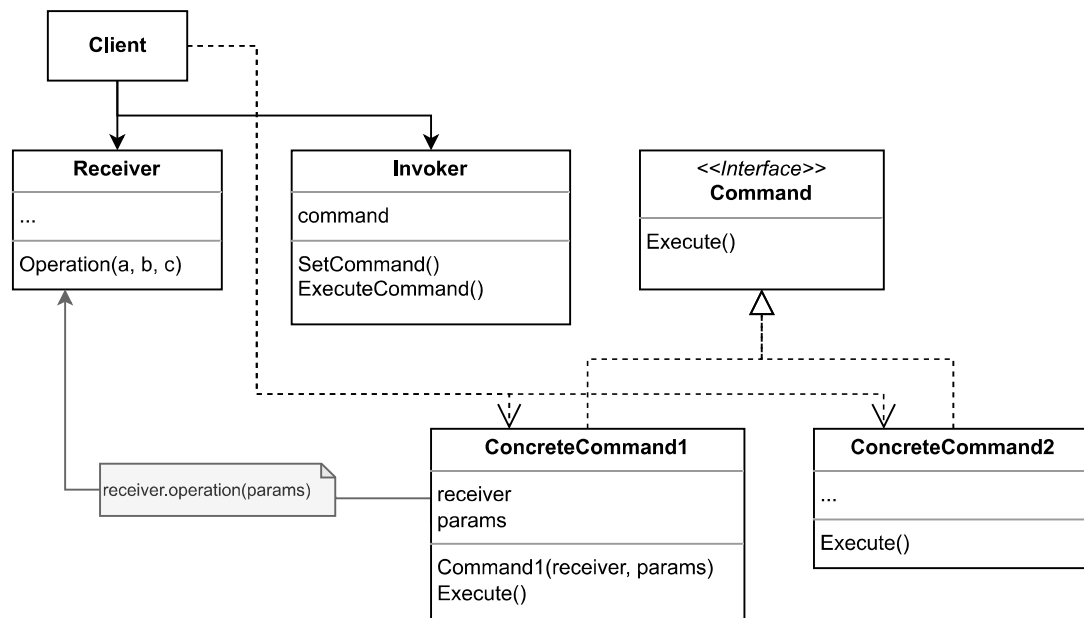 Client
Receiver
...
Operation(a, b, c)
Invoker
command
SetCommand()
ExecuteCommand()
<<Interface>>
Command
Execute()
receiver.operation(params)
ConcreteCommand1
receiver
params
Command1(receiver, params)
Execute()
ConcreteCommand2
...
Execute()